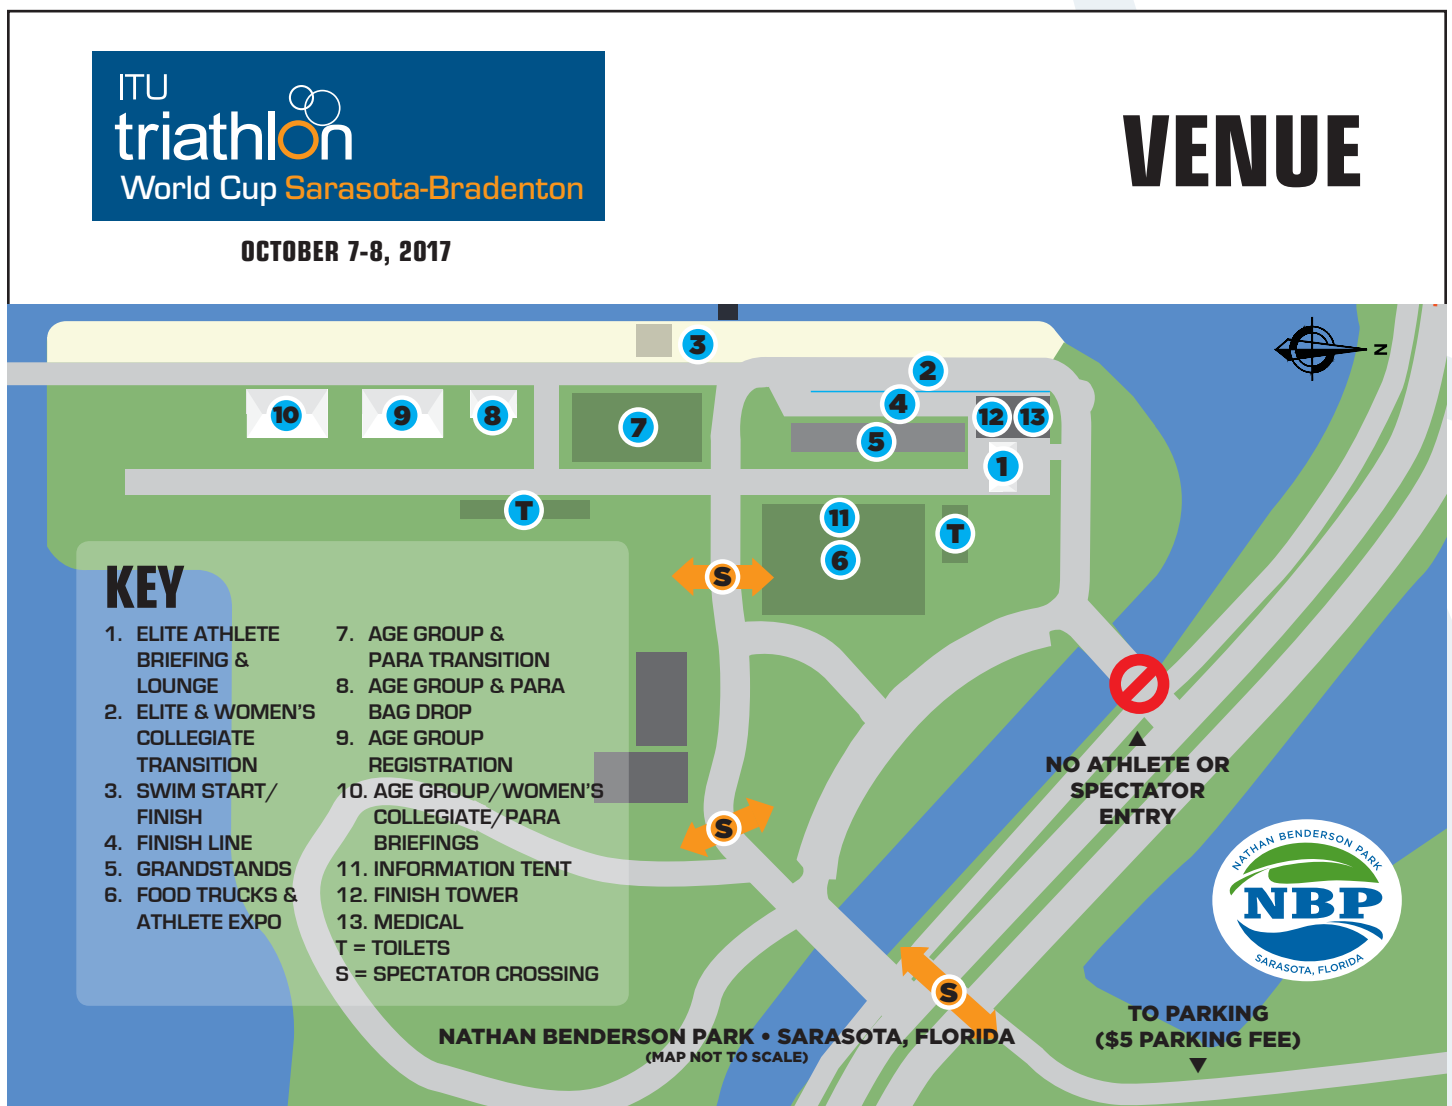 ITU
triathlon
World Cup Sarasota-Bradenton
OCTOBER 7-8, 2017
VENUE
3
2
N
10
9
8
7
4
5
12
13
1
T
11
6
T
S
KEY
1. ELITE ATHLETE
BRIEFING &
LOUNGE
2. ELITE & WOMEN'S
COLLEGIATE
TRANSITION
3. SWIM START/
FINISH
4. FINISH LINE
5. GRANDSTANDS
6. FOOD TRUCKS &
ATHLETE EXPO
7. AGE GROUP &
PARA TRANSITION
8. AGE GROUP & PARA
BAG DROP
9. AGE GROUP
REGISTRATION
10. AGE GROUP/WOMEN'S
COLLEGIATE/PARA
BRIEFINGS
11. INFORMATION TENT
12. FINISH TOWER
13. MEDICAL
T = TOILETS
S = SPECTATOR CROSSING
S
NO ATHLETE OR
SPECTATOR
ENTRY
NATHAN BENDERSON PARK
NBP
SARASOTA, FLORIDA
S
TO PARKING
($5 PARKING FEE)
NATHAN BENDERSON PARK • SARASOTA, FLORIDA
(MAP NOT TO SCALE)